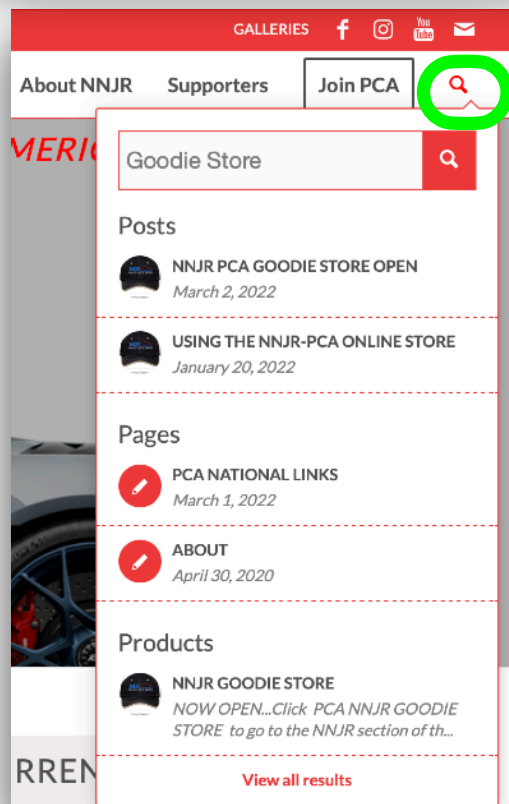 GALLERIES
You
Tube
About NNJR Supporters Join PCA
MERIC
Goodie Store
Posts
NNJR PCA GOODIE STORE OPEN
March 2, 2022
USING THE NNJR-PCA ONLINE STORE
January 20, 2022
Pages
PCA NATIONAL LINKS
March 1, 2022
ABOUT
April 30, 2020
Products
NNJR GOODIE STORE
NOW OPEN...Click PCA NNJR GOODIE
STORE to go to the NNJR section of th...
RREN
View all results